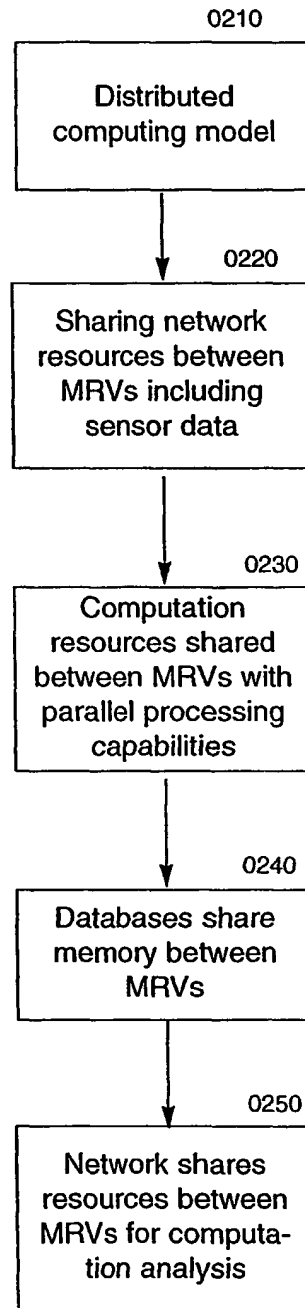 0210
Distributed
computing model
0220
Sharing network
resources between
MRVs including
sensor data
0230
Computation
resources shared
between MRVs with
parallel processing
capabilities
0240
Databases share
memory between
MRVs
0250
Network shares
resources between
MRVs for computa-
tion analysis